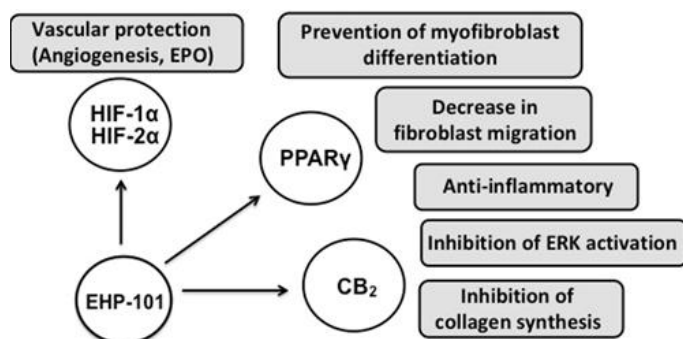 Vascular protection
(Angiogenesis, EPO)
Prevention of myofibroblast
differentiation
HIF-1α
HIF-2α
Decrease in
fibroblast migration
PPARγ
Anti-inflammatory
Inhibition of ERK activation
EHP-101
CB₂
Inhibition of
collagen synthesis